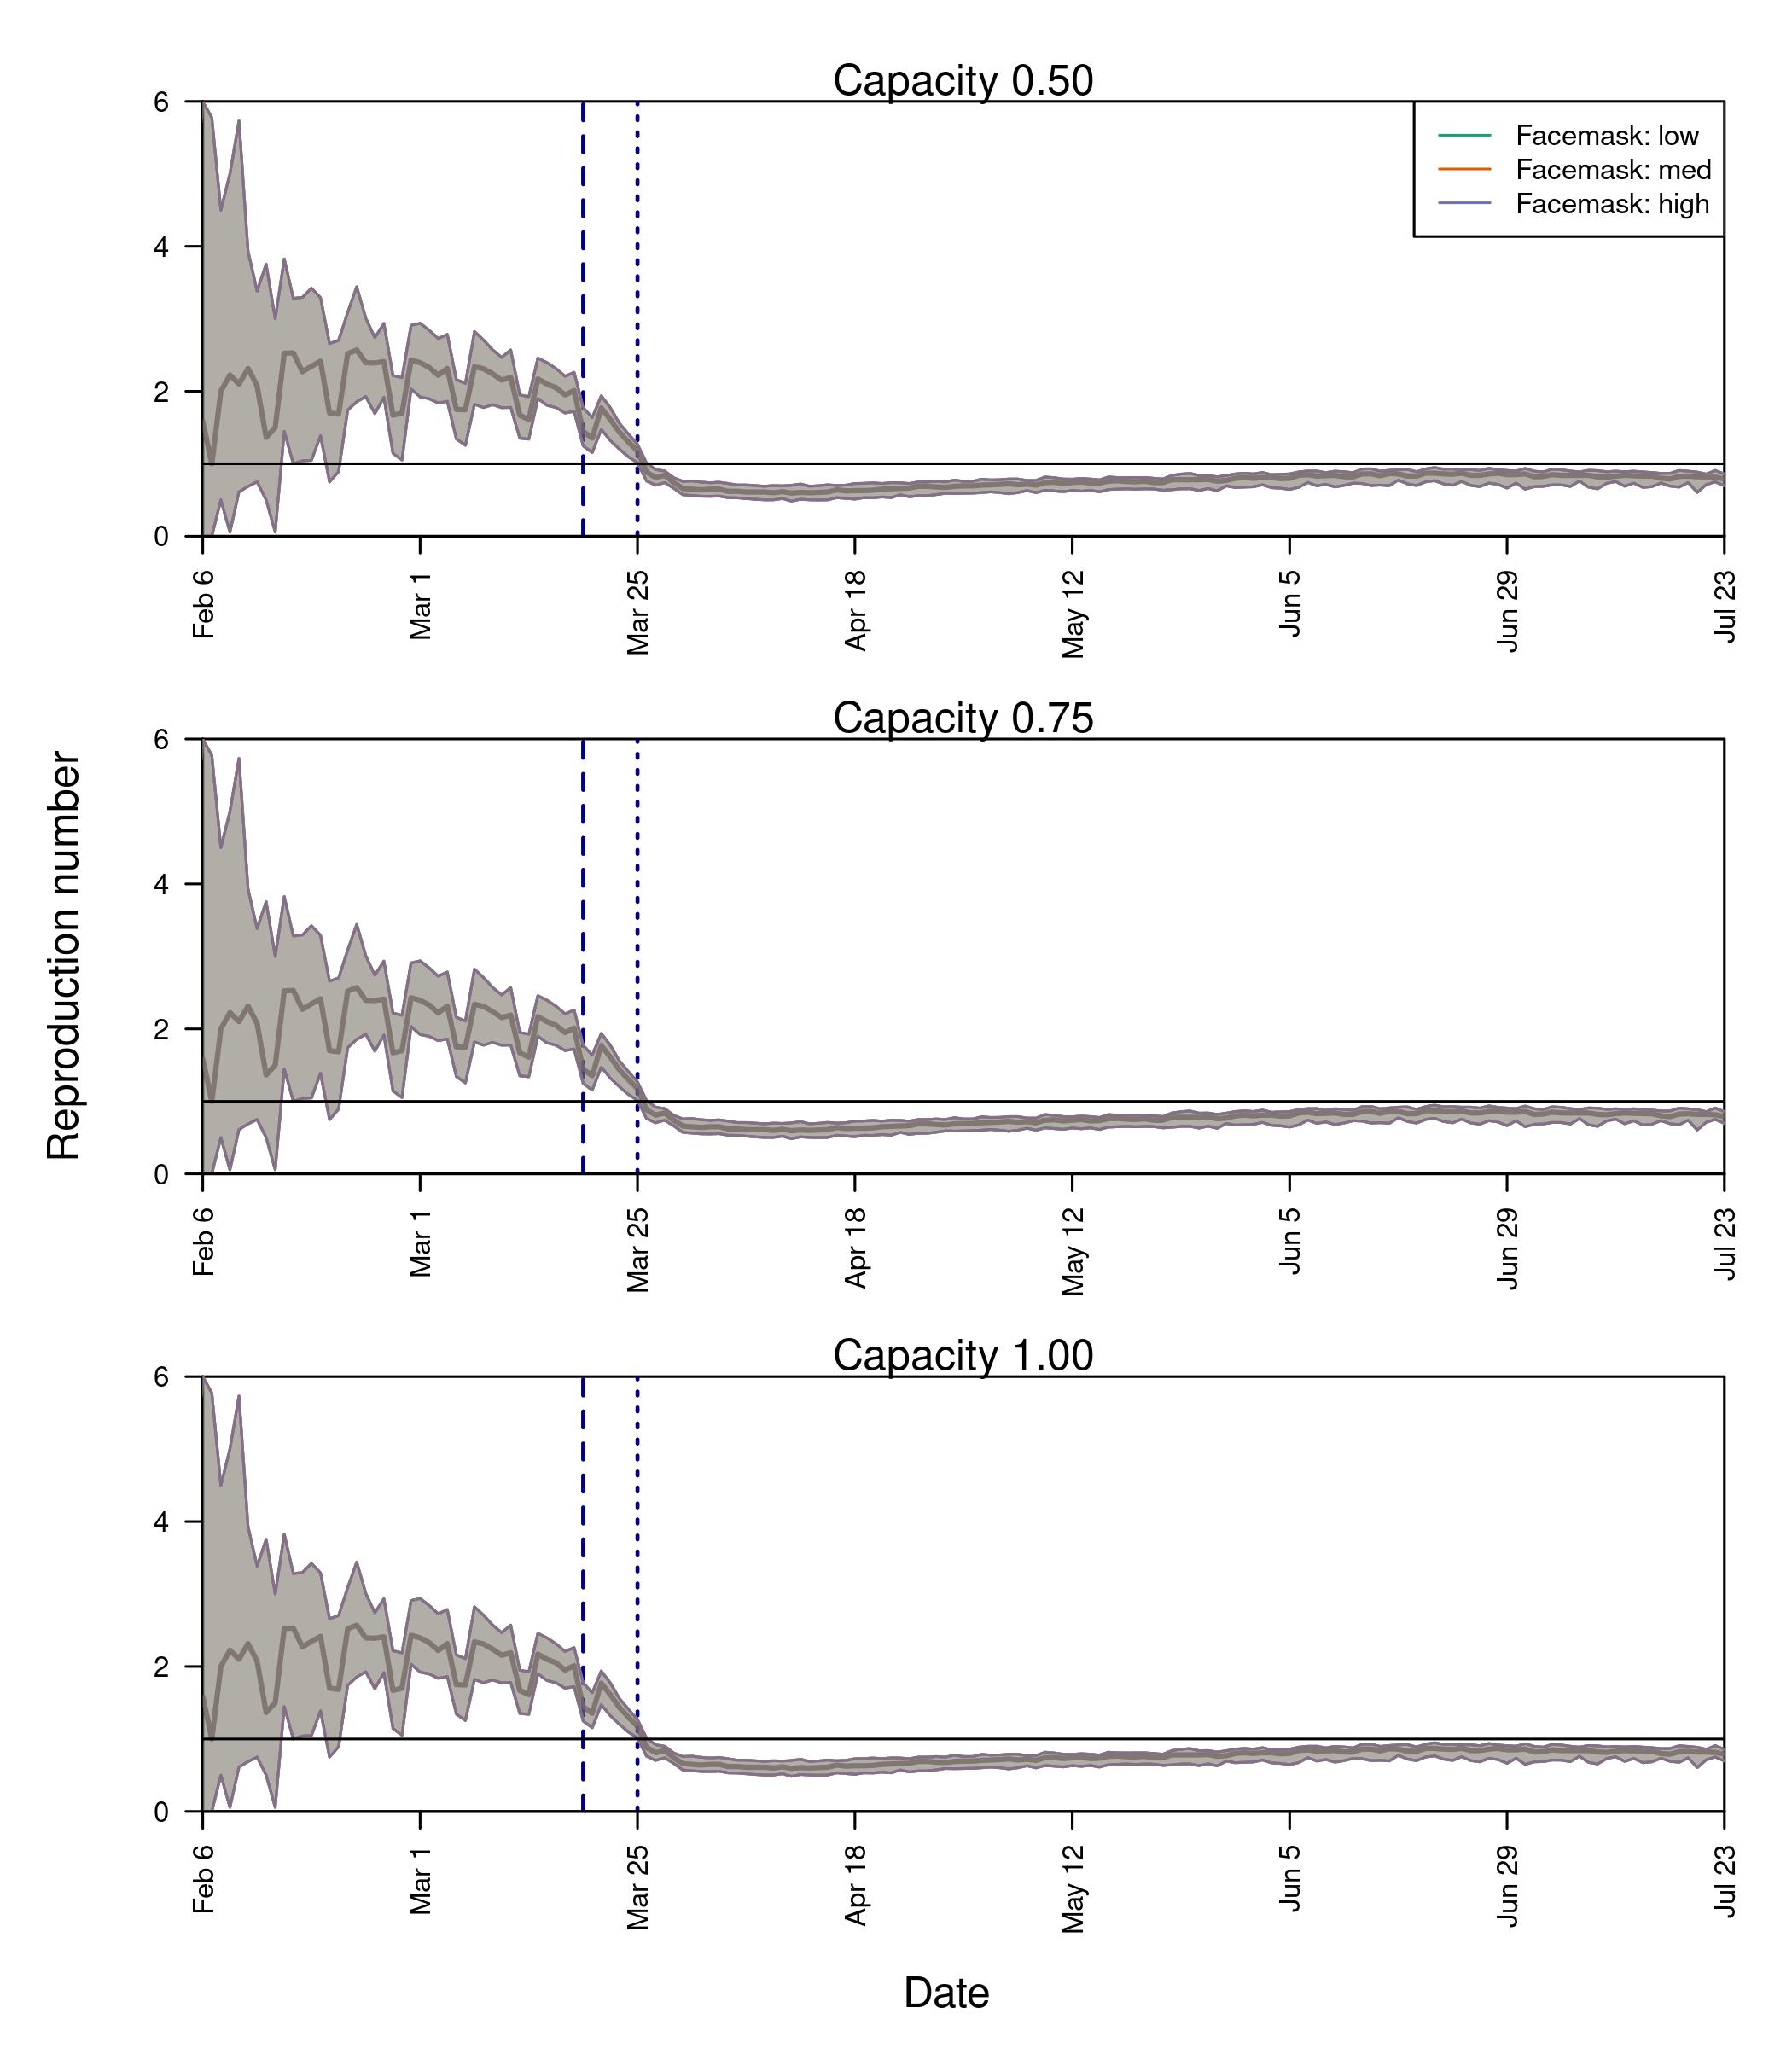 Capacity 0.50
6
4
2
0
Facemask: low
Facemask: med
Facemask: high
Feb 6
Mar 1
Mar 25
Apr 18
May 12
Jun 5
Jun 29
Jul 23
Capacity 0.75
Reproduction number
6
4
2
0
Feb 6
Mar 1
Mar 25
Apr 18
May 12
Jun 5
Jun 29
Jul 23
Capacity 1.00
6
4
2
0
Feb 6
Mar 1
Mar 25
Apr 18
May 12
Jun 5
Jun 29
Jul 23
Date